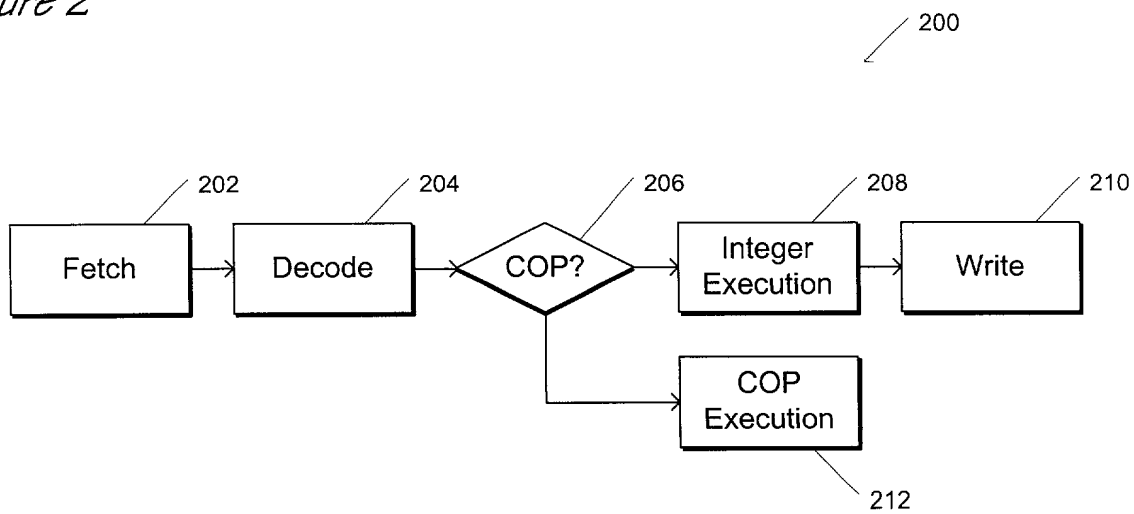 ure 2
200
202
204
206
208
210
Fetch
Decode
COP?
Integer
Execution
Write
COP
Execution
212